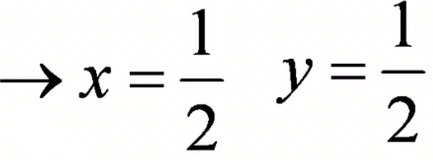 → x = 1/2  y = 1/2